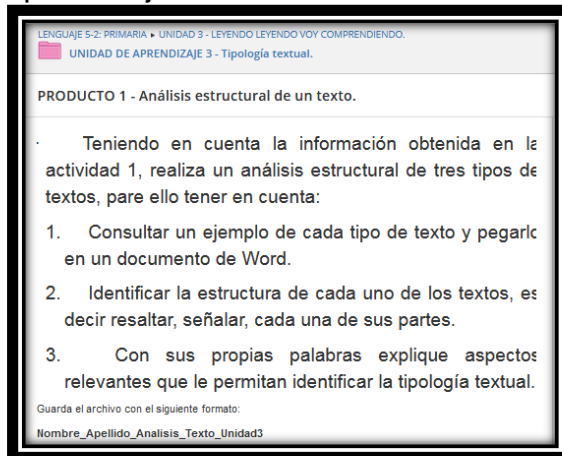 LENGUAJE 5-2: PRIMARIA ▸ UNIDAD 3 - LEYENDO LEYENDO VOY COMPRENDIENDO.
UNIDAD DE APRENDIZAJE 3 - Tipología textual.
PRODUCTO 1 - Análisis estructural de un texto.
Teniendo en cuenta la información obtenida en la
actividad 1, realiza un análisis estructural de tres tipos de
textos, pare ello tener en cuenta:
1. Consultar un ejemplo de cada tipo de texto y pegarlo
en un documento de Word.
2. Identificar la estructura de cada uno de los textos, es
decir resaltar, señalar, cada una de sus partes.
3. Con sus propias palabras explique aspectos
relevantes que le permitan identificar la tipología textual.
Guarda el archivo con el siguiente formato:
Nombre_Apellido_Analisis_Texto_Unidad3